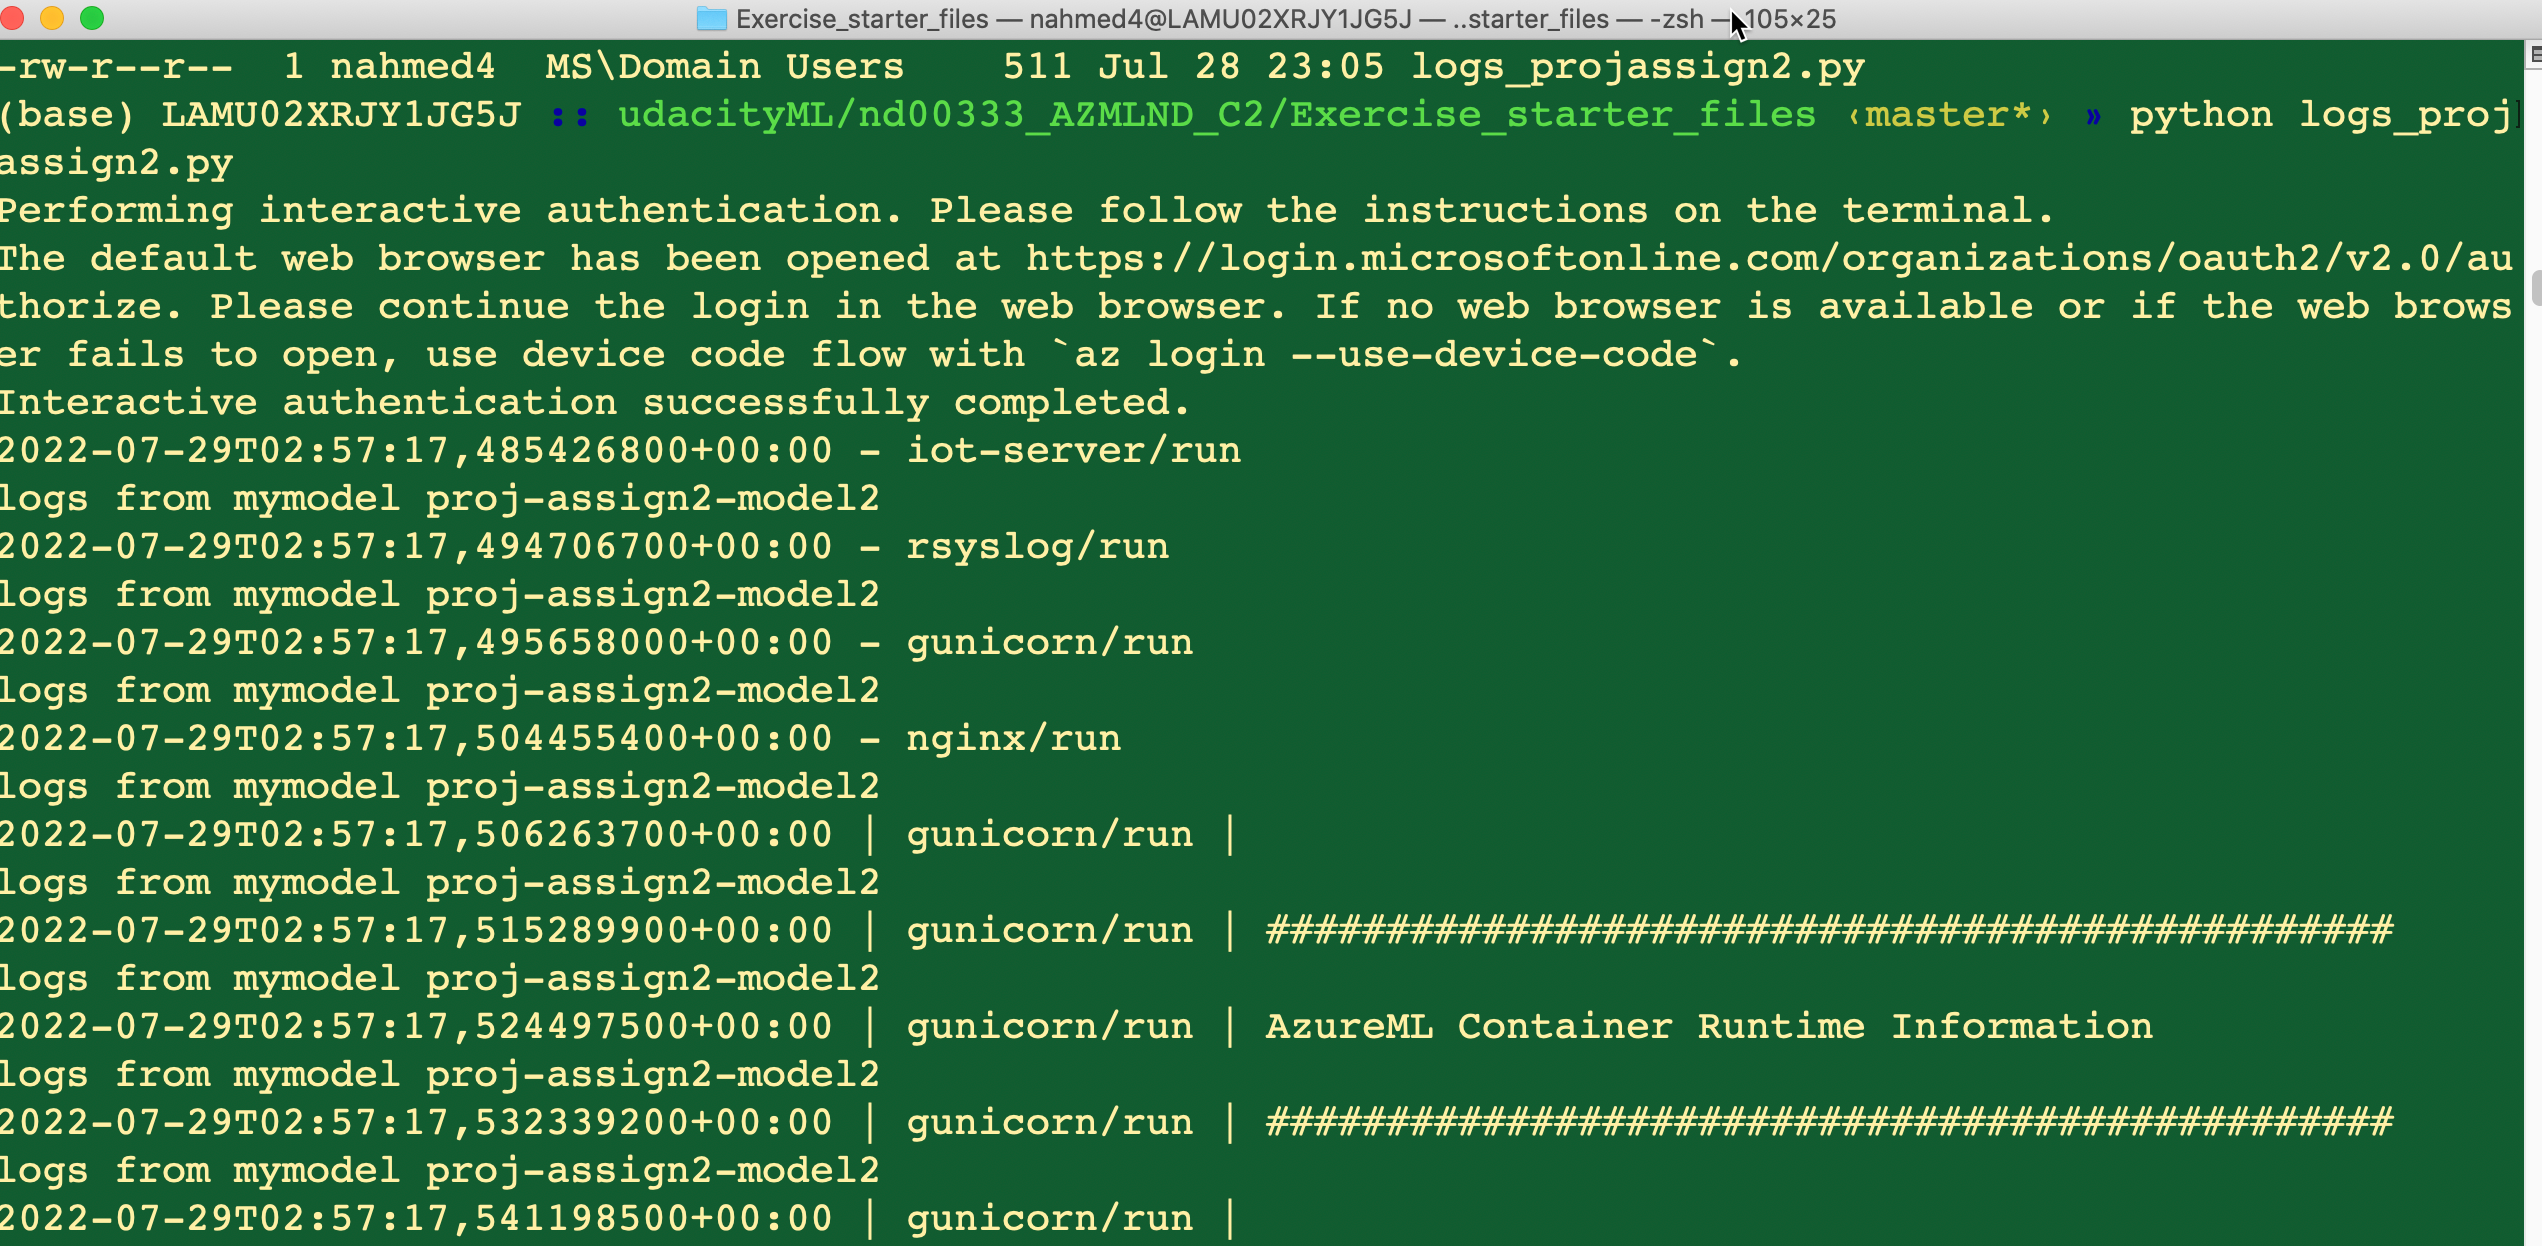 Exercise_starter_files — nahmed4@LAMU02XRJY1JG5J — ..starter_files — -zsh — 105×25
-rw-r--r--  1 nahmed4  MS\Domain Users    511 Jul 28 23:05 logs_projassign2.py
(base) LAMU02XRJY1JG5J :: udacityML/nd00333_AZMLND_C2/Exercise_starter_files ‹master*› » python logs_proj
assign2.py
Performing interactive authentication. Please follow the instructions on the terminal.
The default web browser has been opened at https://login.microsoftonline.com/organizations/oauth2/v2.0/au
thorize. Please continue the login in the web browser. If no web browser is available or if the web brows
er fails to open, use device code flow with `az login --use-device-code`.
Interactive authentication successfully completed.
2022-07-29T02:57:17,485426800+00:00 - iot-server/run
logs from mymodel proj-assign2-model2
2022-07-29T02:57:17,494706700+00:00 - rsyslog/run
logs from mymodel proj-assign2-model2
2022-07-29T02:57:17,495658000+00:00 - gunicorn/run
logs from mymodel proj-assign2-model2
2022-07-29T02:57:17,504455400+00:00 - nginx/run
logs from mymodel proj-assign2-model2
2022-07-29T02:57:17,506263700+00:00 | gunicorn/run |
logs from mymodel proj-assign2-model2
2022-07-29T02:57:17,515289900+00:00 | gunicorn/run | ###############################################
logs from mymodel proj-assign2-model2
2022-07-29T02:57:17,524497500+00:00 | gunicorn/run | AzureML Container Runtime Information
logs from mymodel proj-assign2-model2
2022-07-29T02:57:17,532339200+00:00 | gunicorn/run | ###############################################
logs from mymodel proj-assign2-model2
2022-07-29T02:57:17,541198500+00:00 | gunicorn/run |